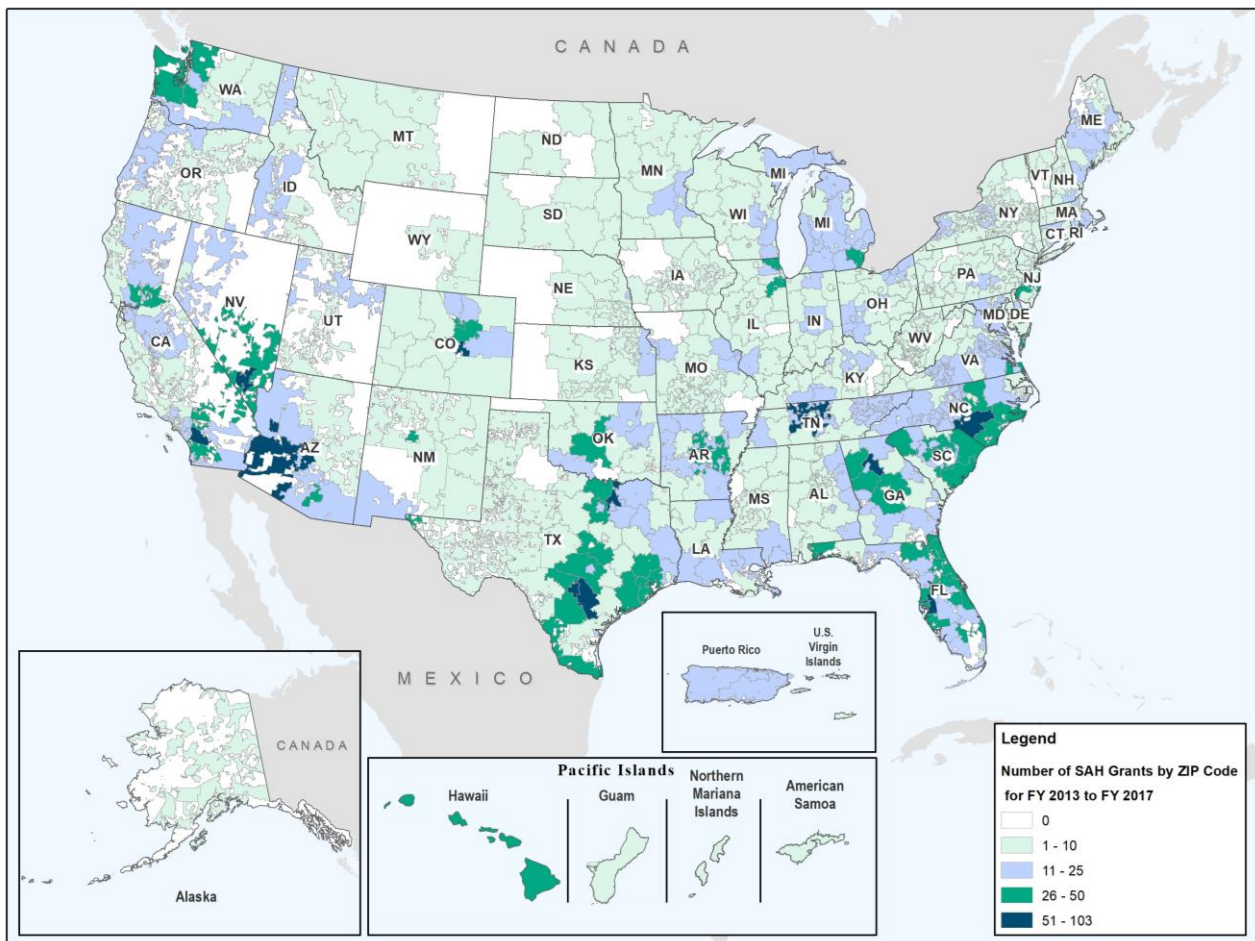 CANADA
WA
MT
ND
MN
ME
OR
ID
SD
WI
MI
MI
VT
NH
NY
MA
CT
RI
WY
IA
NE
PA
NJ
NV
UT
CO
IL
IN
OH
MD
DE
WV
CA
KS
MO
KY
VA
AZ
NM
OK
AR
TN
NC
SC
TX
LA
MS
AL
GA
FL
MEXICO
CANADA
Alaska
Puerto Rico
U.S.
Virgin
Islands
Pacific Islands
Hawaii
Guam
Northern
Mariana
Islands
American
Samoa
Legend
Number of SAH Grants by ZIP Code
for FY 2013 to FY 2017
0
1 - 10
11 - 25
26 - 50
51 - 103